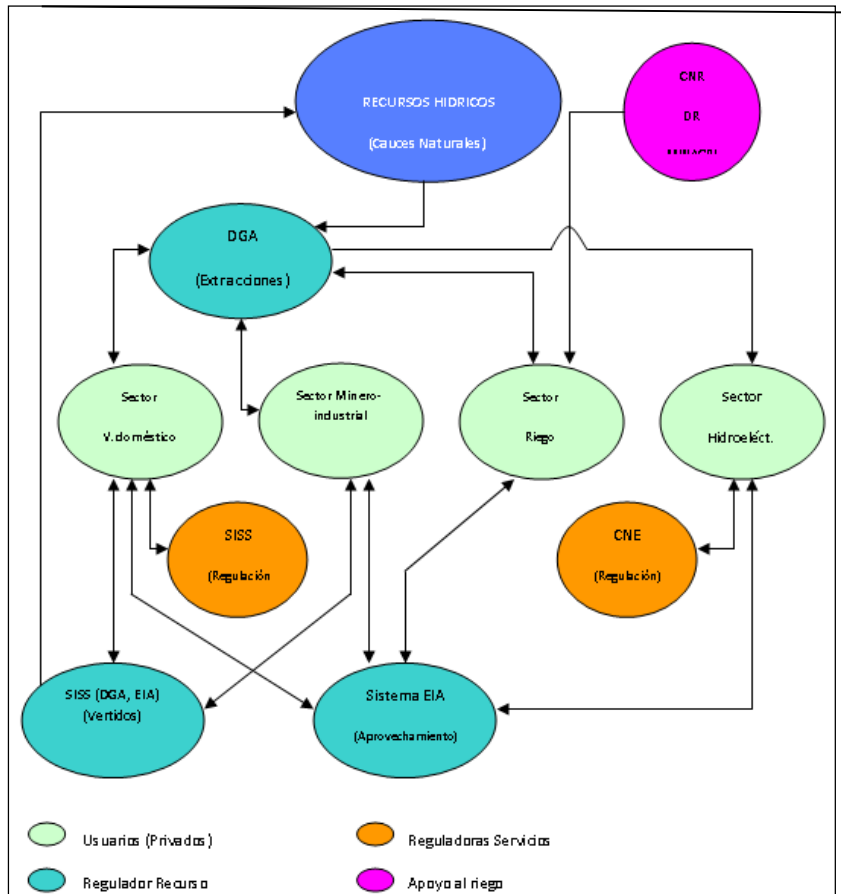 RECURSOS HIDRICOS
(Cauces Naturales)
CNR
DR
DGA
(Extracciones)
Sector
V.doméstico
Sector Minero-
industrial
Sector
Riego
Sector
Hidroeléct.
SISS
(Regulación
CNE
(Regulación)
SISS (DGA, EIA)
(Vertidos)
Sistema EIA
(Aprovechamiento)
Usuarios (Privados)
Reguladoras Servicios
Regulador Recurso
Apoyo al riego